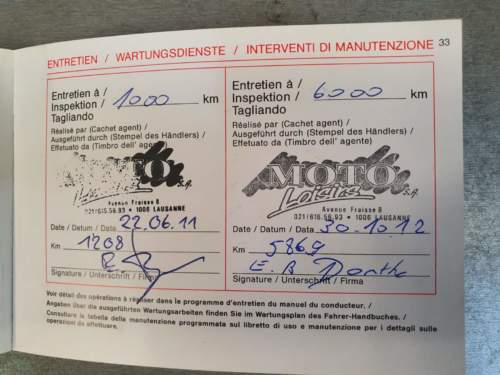 ENTRETIEN / WARTUNGSDIENSTE / INTERVENTI DI MANUTENZIONE 33
Entretien à /
Inspektion / 1000 km
Tagliando
Réalisé par (Cachet agent) /
Ausgeführt durch (Stempel des Händlers) /
Effetuato da (Timbro dell' agente)
MOTO
Loisirs S.A.
Avenue Fraisse 8
021/616.56.93 • 1006 LAUSANNE
Date / Datum / Data 22.06.11
Km 1208
Signature / Unterschrift / Firma
Entretien à /
Inspektion / 6000 km
Tagliando
Réalisé par (Cachet agent) /
Ausgeführt durch (Stempel des Händlers) /
Effetuato da (Timbro dell' agente)
MOTO
Loisirs S.A.
Avenue Fraisse 8
021/616.56.93 • 1006 LAUSANNE
Date / Datum / Data 30.10.12
Km 5869
Signature / Unterschrift / Firma
Voir détail des opérations à réaliser dans le programme d'entretien du manuel du conducteur. /
Angaben über die ausgeführten Wartungsarbeiten finden Sie im Wartungsplan des Fahrer-Handbuches. /
Consultare la tabella della manutenzione programmata sul libretto di uso e manutenzione per i dettagli sulle
operazioni da effettuare.